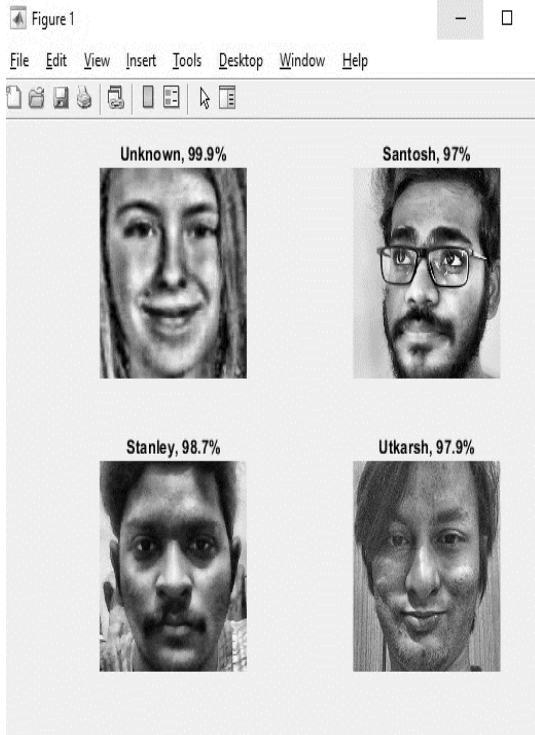 Figure 1
File Edit View Insert Tools Desktop Window Help
Unknown, 99.9%
Santosh, 97%
Stanley, 98.7%
Utkarsh, 97.9%